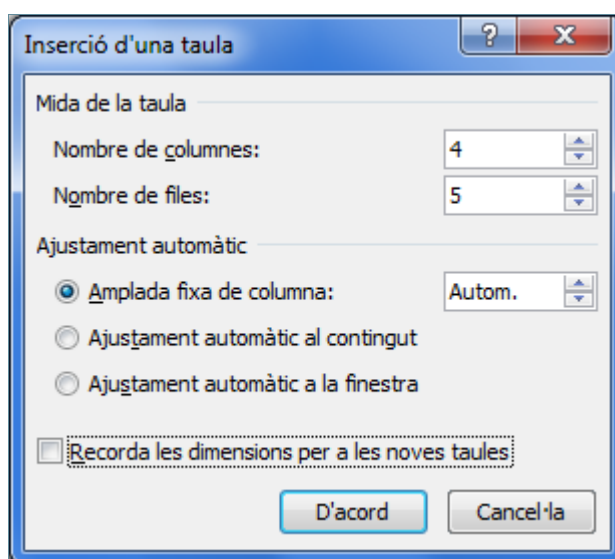 Inserció d'una taula
Mida de la taula
Nombre de columnes: 4
Nombre de files: 5
Ajustament automàtic
Amplada fixa de columna: Autom.
Ajustament automàtic al contingut
Ajustament automàtic a la finestra
Recorda les dimensions per a les noves taules
D'acord Cancel·la